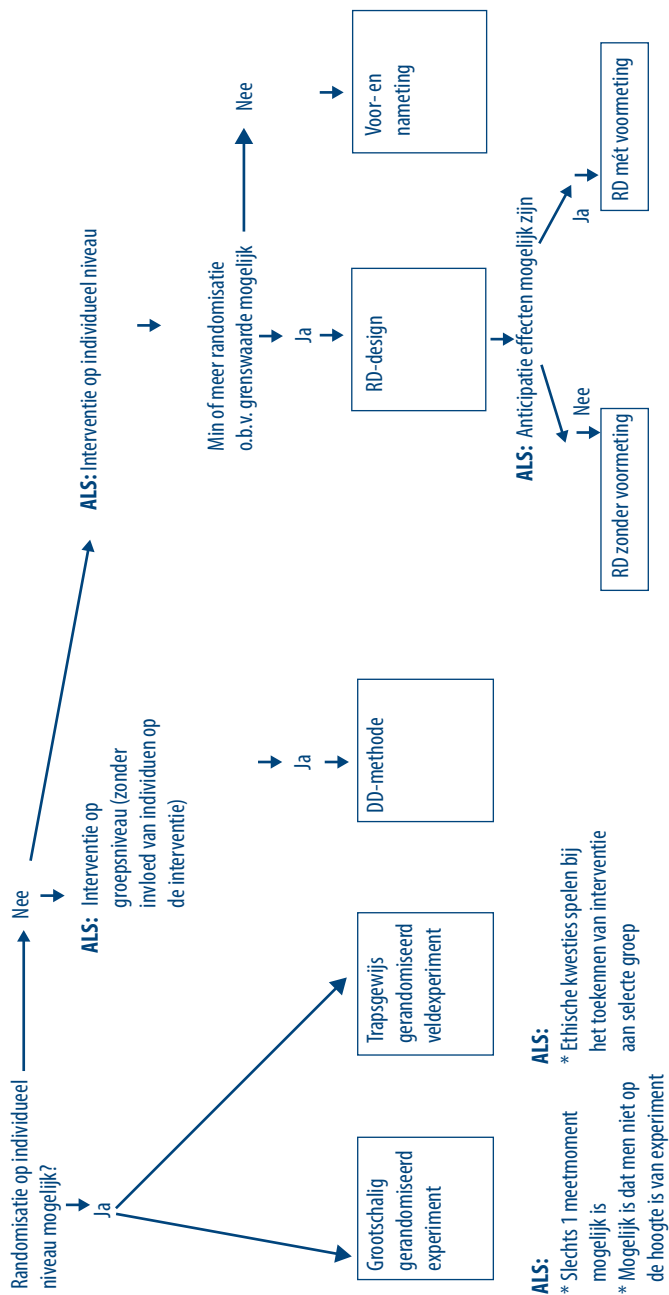 Randomisatie op individueel
niveau mogelijk?
Nee
Ja
ALS: Interventie op
groepsniveau (zonder
invloed van individuen op
de interventie)
ALS: Interventie op individueel niveau
Grootschalig
gerandomiseerd
experiment
ALS:
* Slechts 1 meetmoment
mogelijk is
* Mogelijk is dat men niet op
de hoogte is van experiment
Trapsgewijs
gerandomiseerd
veldexperiment
ALS:
* Ethische kwesties spelen bij
het toekennen van interventie
aan selecte groep
Ja
DD-methode
Min of meer randomisatie
o.b.v. grenswaarde mogelijk
Nee
Ja
RD-design
Voor- en
nameting
ALS: Anticipatie effecten mogelijk zijn
Nee
Ja
RD zonder voormeting
RD mét voormeting